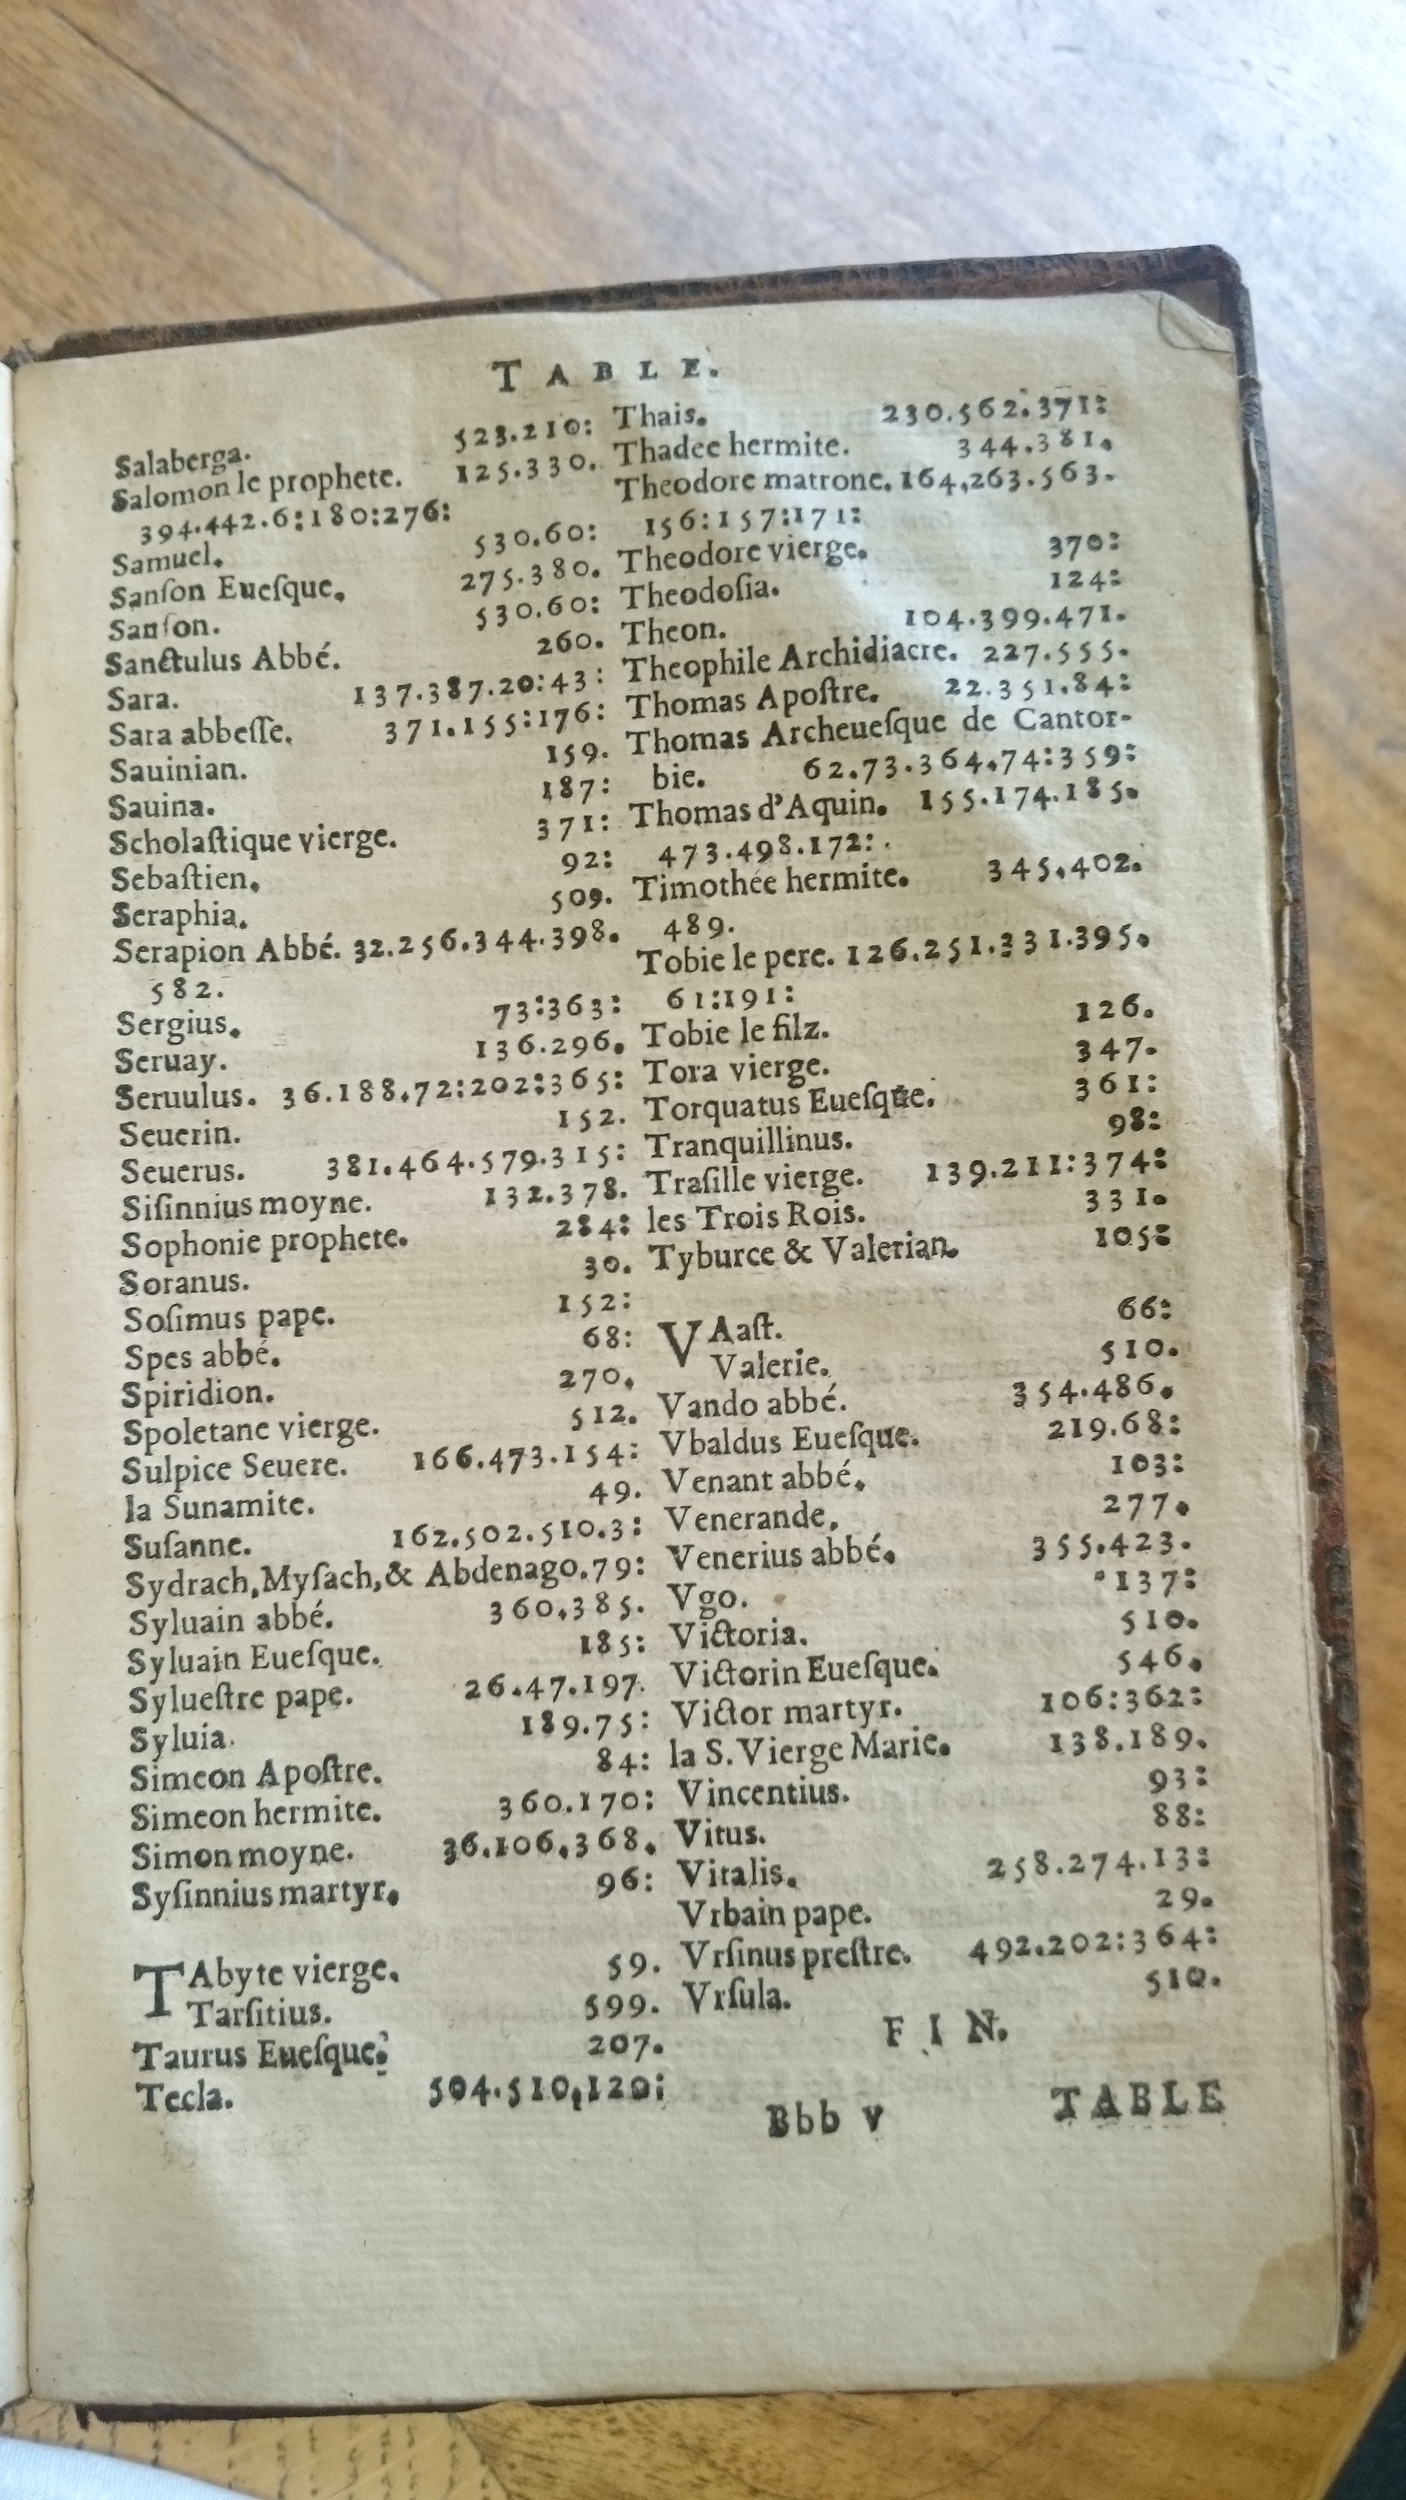 TABLE.
Salaberga. 523.210:
Salomon le prophete. 125.330.
394.442.6:180:276:
Samuel. 530.60:
Sanſon Eueſque. 275.380.
Sanſon. 530.60:
Sanctulus Abbé. 260.
Sara. 137.387.20:43:
Sara abbeſſe. 371.155:176:
Sauinian. 159.
Sauina. 187:
Scholaſtique vierge. 371:
Sebaſtien. 92:
Seraphia. 509.
Serapion Abbé. 32.256.344.398.
582.
Sergius. 73:363:
Seruay. 136.296.
Seruulus. 36.188.72:202:365:
Seuerin. 152.
Seuerus. 381.464.579.315:
Siſinnius moyne. 132.378.
Sophonie prophete. 284:
Soranus. 30.
Soſimus pape. 152:
Spes abbé. 68:
Spiridion. 270.
Spoletane vierge. 512.
Sulpice Seuere. 166.473.154:
la Sunamite. 49.
Suſanne. 162.502.510.3:
Sydrach, Myſach, & Abdenago. 79:
Syluain abbé. 360.385.
Syluain Eueſque. 185:
Sylueſtre pape. 26.47.197.
Syluia. 189.75:
Simeon Apoſtre. 84:
Simeon hermite. 360.170:
Simon moyne. 36.106.368.
Syſinnius martyr. 96:
TAbyte vierge. 59.
Tarſitius. 599.
Taurus Eueſque. 207.
Tecla. 504.510.120:
Thais. 230.562.371:
Thadee hermite. 344.381.
Theodore matrone. 164.263.563.
156:157:171:
Theodore vierge. 370:
Theodoſia. 124:
Theon. 104.399.471.
Theophile Archidiacre. 227.555.
Thomas Apoſtre. 22.351.84:
Thomas Archeueſque de Cantor-
bie. 62.73.364.74:359:
Thomas d'Aquin. 155.174.185.
473.498.172:
Timothée hermite. 345.402.
489.
Tobie le pere. 126.251.331.395.
61:191:
Tobie le filz. 126.
Tora vierge. 347.
Torquatus Eueſque. 361:
Tranquillinus. 98:
Traſille vierge. 139.211:374:
les Trois Rois. 331.
Tyburce & Valerian. 105:
VAaſt. 66:
Valerie. 510.
Vando abbé. 354.486.
Vbaldus Eueſque. 219.68:
Venant abbé. 103:
Venerande. 277.
Venerius abbé. 355.423.
Vgo. 137:
Victoria. 510.
Victorin Eueſque. 546.
Victor martyr. 106:362:
la S. Vierge Marie. 138.189.
Vincentius. 93:
Vitus. 88:
Vitalis. 258.274.13:
Vrbain pape. 29.
Vrſinus preſtre. 492.202:364:
Vrſula. 510.
FIN.
Bbb v TABLE